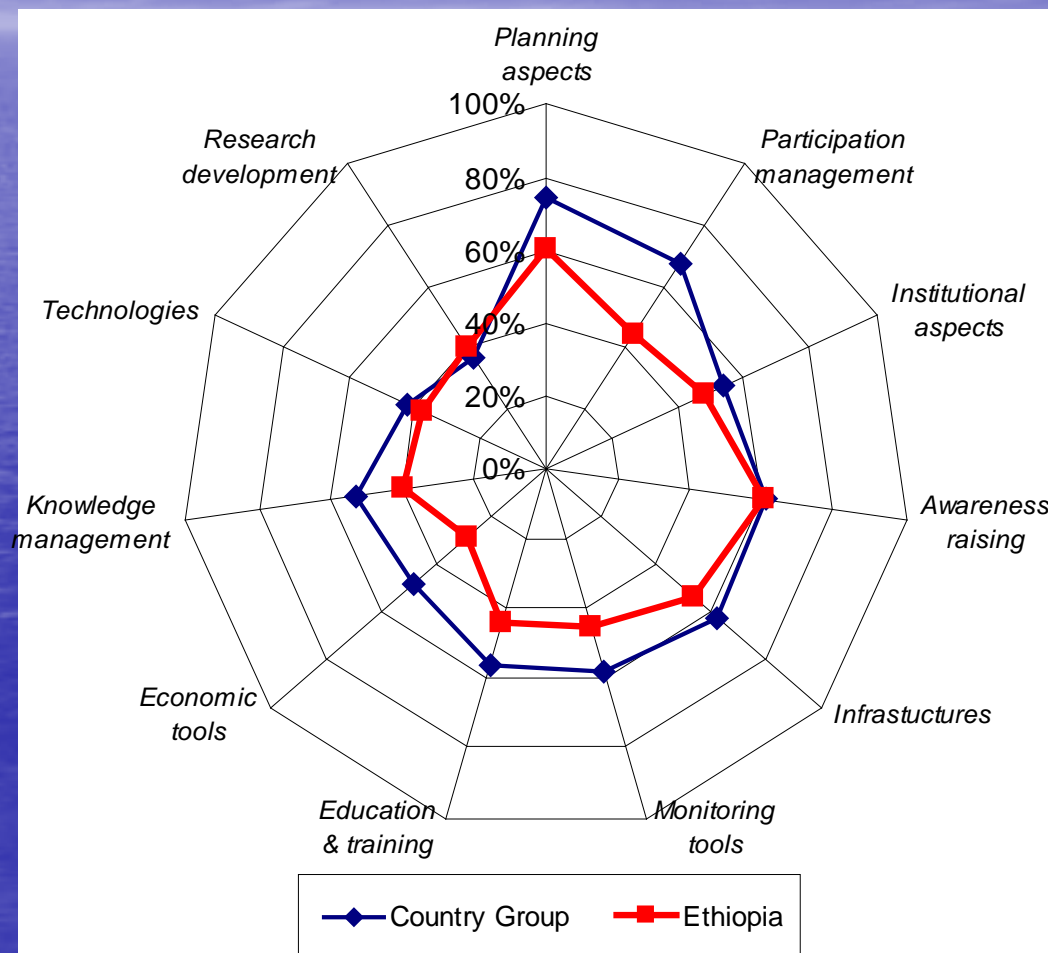 Planning
aspects
100%
Research
development
Participation
management
80%
60%
Technologies
Institutional
aspects
40%
20%
0%
Knowledge
management
Awareness
raising
Economic
tools
Infrastuctures
Education
& training
Monitoring
tools
Country Group
Ethiopia